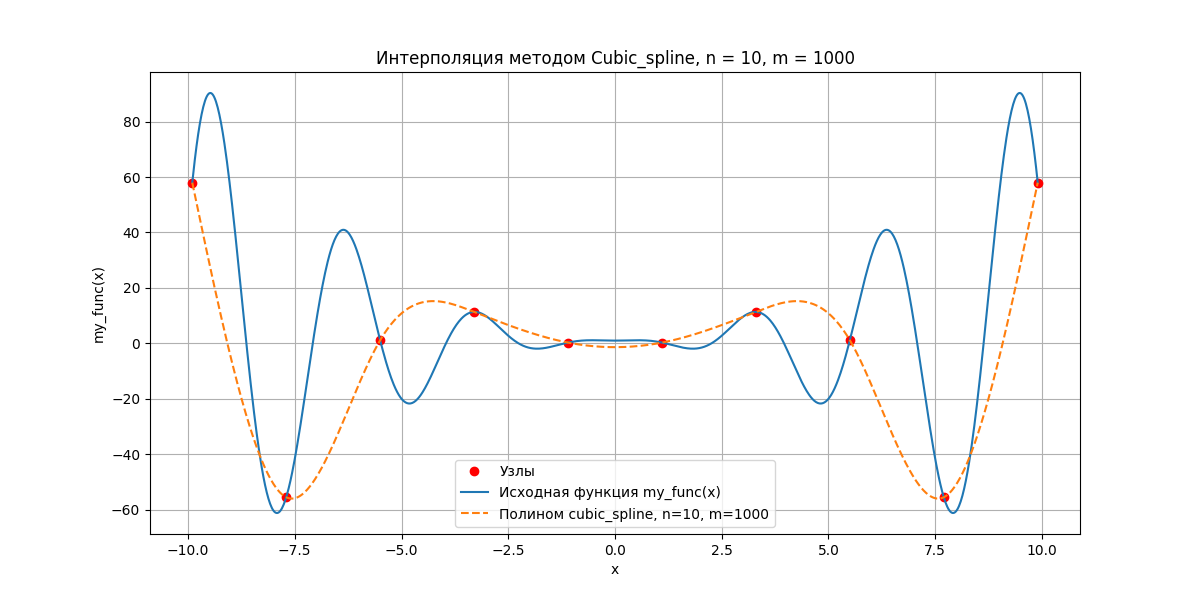 Интерполяция методом Cubic_spline, n = 10, m = 1000
my_func(x)
80
60
40
20
0
−20
−40
−60
Узлы
Исходная функция my_func(x)
Полином cubic_spline, n=10, m=1000
−10.0 −7.5 −5.0 −2.5 0.0 2.5 5.0 7.5 10.0
x